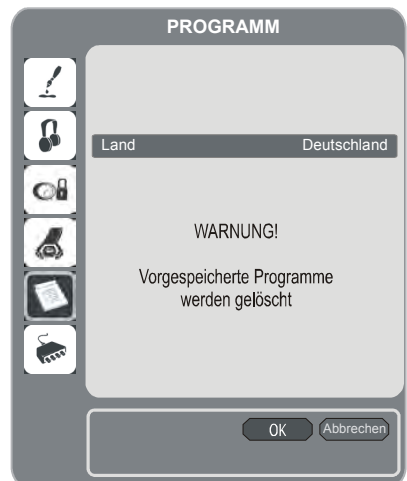 PROGRAMM
Land Deutschland
WARNUNG!
Vorgespeicherte Programme
werden gelöscht
OK Abbrechen